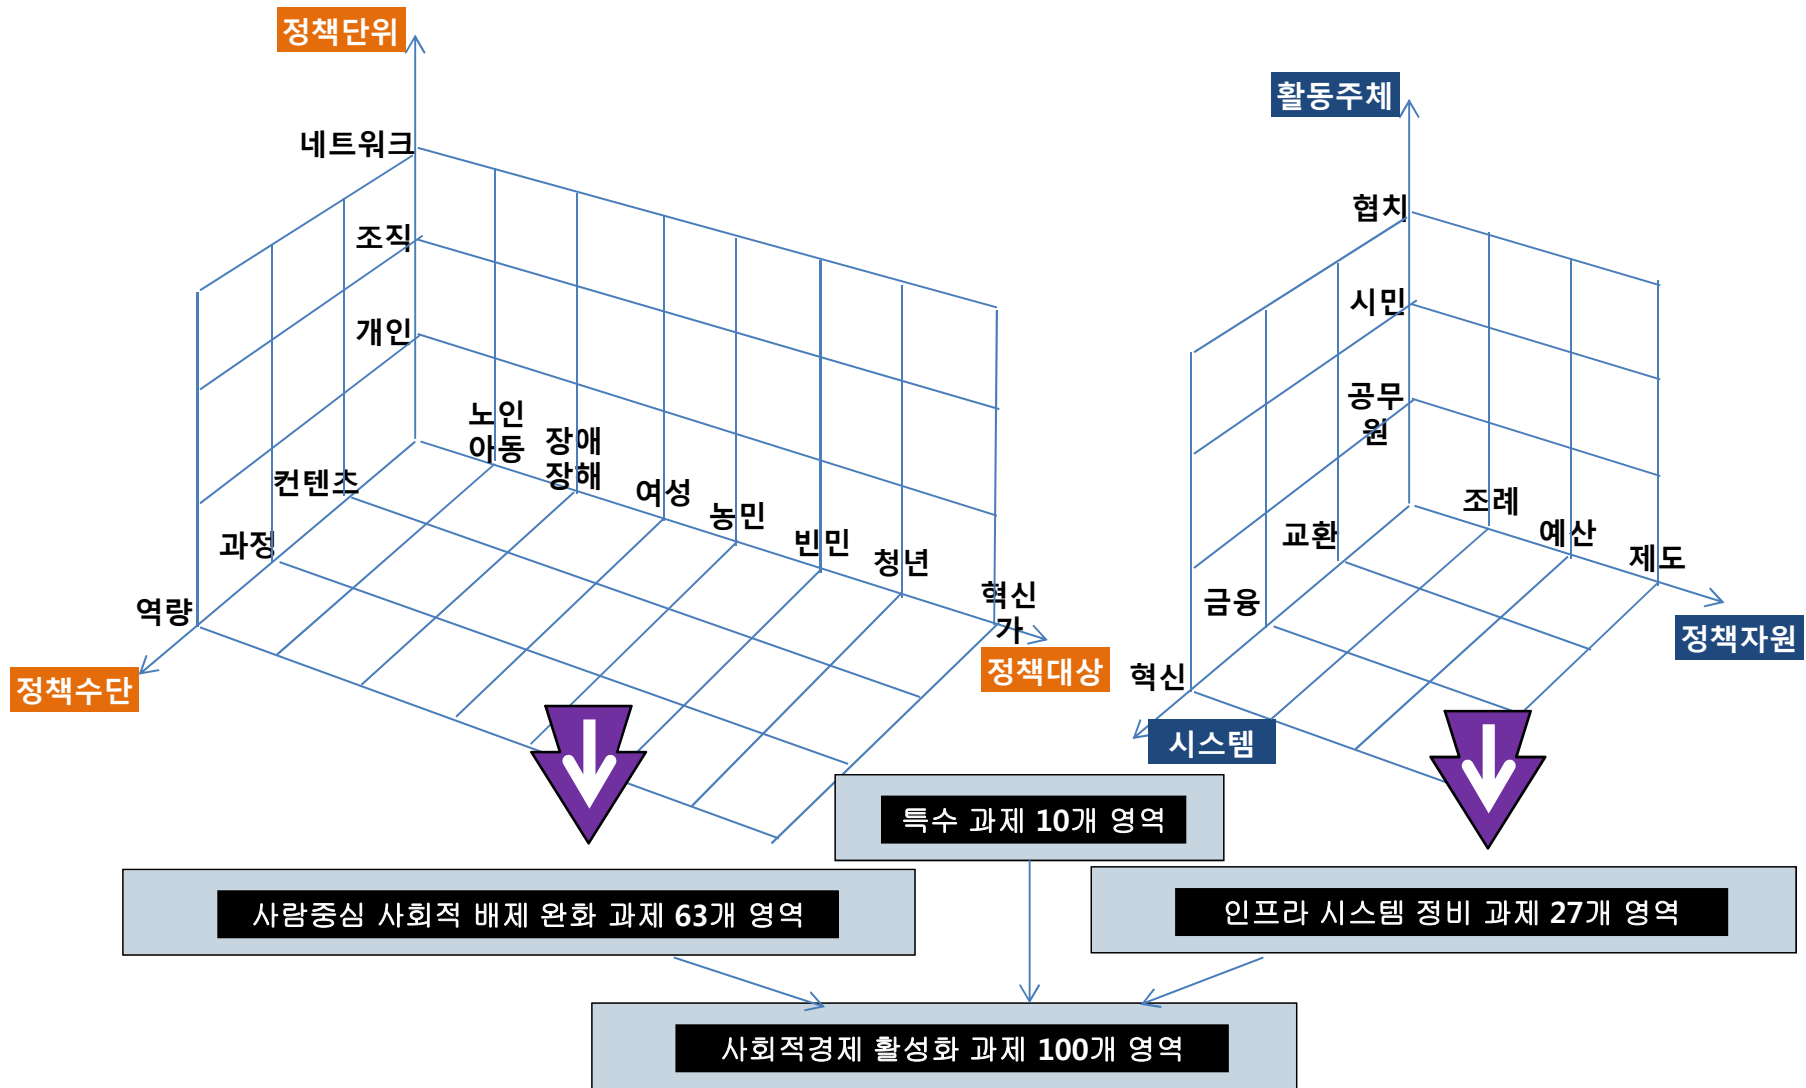 정책단위
네트워크
조직
개인
노인
아동
장애
장해
여성
농민
빈민
청년
혁신
가
정책대상
컨텐츠
과정
역량
정책수단
활동주체
협치
시민
공무
원
조례
예산
제도
정책자원
교환
금융
혁신
시스템
특수 과제 10개 영역
사람중심 사회적 배제 완화 과제 63개 영역
인프라 시스템 정비 과제 27개 영역
사회적경제 활성화 과제 100개 영역